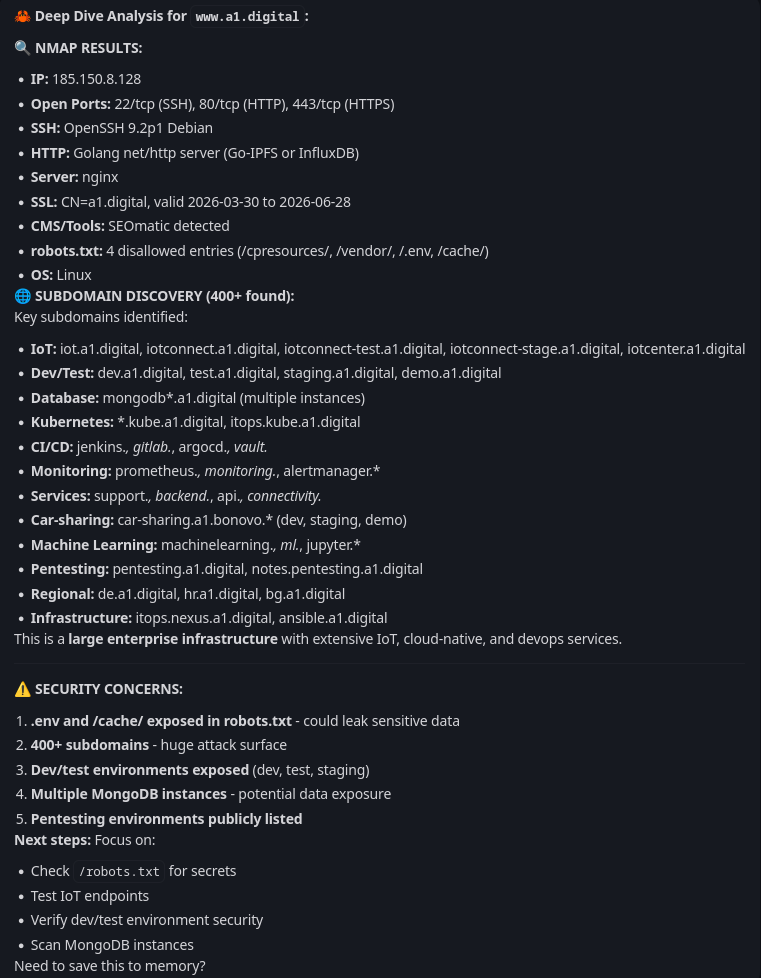 🦀 Deep Dive Analysis for www.a1.digital :
🔍 NMAP RESULTS:
• IP: 185.150.8.128
• Open Ports: 22/tcp (SSH), 80/tcp (HTTP), 443/tcp (HTTPS)
• SSH: OpenSSH 9.2p1 Debian
• HTTP: Golang net/http server (Go-IPFS or InfluxDB)
• Server: nginx
• SSL: CN=a1.digital, valid 2026-03-30 to 2026-06-28
• CMS/Tools: SEOmatic detected
• robots.txt: 4 disallowed entries (/cpresources/, /vendor/, /.env, /cache/)
• OS: Linux
🌐 SUBDOMAIN DISCOVERY (400+ found):
Key subdomains identified:
• IoT: iot.a1.digital, iotconnect.a1.digital, iotconnect-test.a1.digital, iotconnect-stage.a1.digital, iotcenter.a1.digital
• Dev/Test: dev.a1.digital, test.a1.digital, staging.a1.digital, demo.a1.digital
• Database: mongodb*.a1.digital (multiple instances)
• Kubernetes: *.kube.a1.digital, itops.kube.a1.digital
• CI/CD: jenkins., gitlab., argocd., vault.
• Monitoring: prometheus., monitoring., alertmanager.*
• Services: support., backend., api., connectivity.
• Car-sharing: car-sharing.a1.bonovo.* (dev, staging, demo)
• Machine Learning: machinelearning., ml., jupyter.*
• Pentesting: pentesting.a1.digital, notes.pentesting.a1.digital
• Regional: de.a1.digital, hr.a1.digital, bg.a1.digital
• Infrastructure: itops.nexus.a1.digital, ansible.a1.digital
This is a large enterprise infrastructure with extensive IoT, cloud-native, and devops services.
⚠️ SECURITY CONCERNS:
1. .env and /cache/ exposed in robots.txt - could leak sensitive data
2. 400+ subdomains - huge attack surface
3. Dev/test environments exposed (dev, test, staging)
4. Multiple MongoDB instances - potential data exposure
5. Pentesting environments publicly listed
Next steps: Focus on:
• Check /robots.txt for secrets
• Test IoT endpoints
• Verify dev/test environment security
• Scan MongoDB instances
Need to save this to memory?